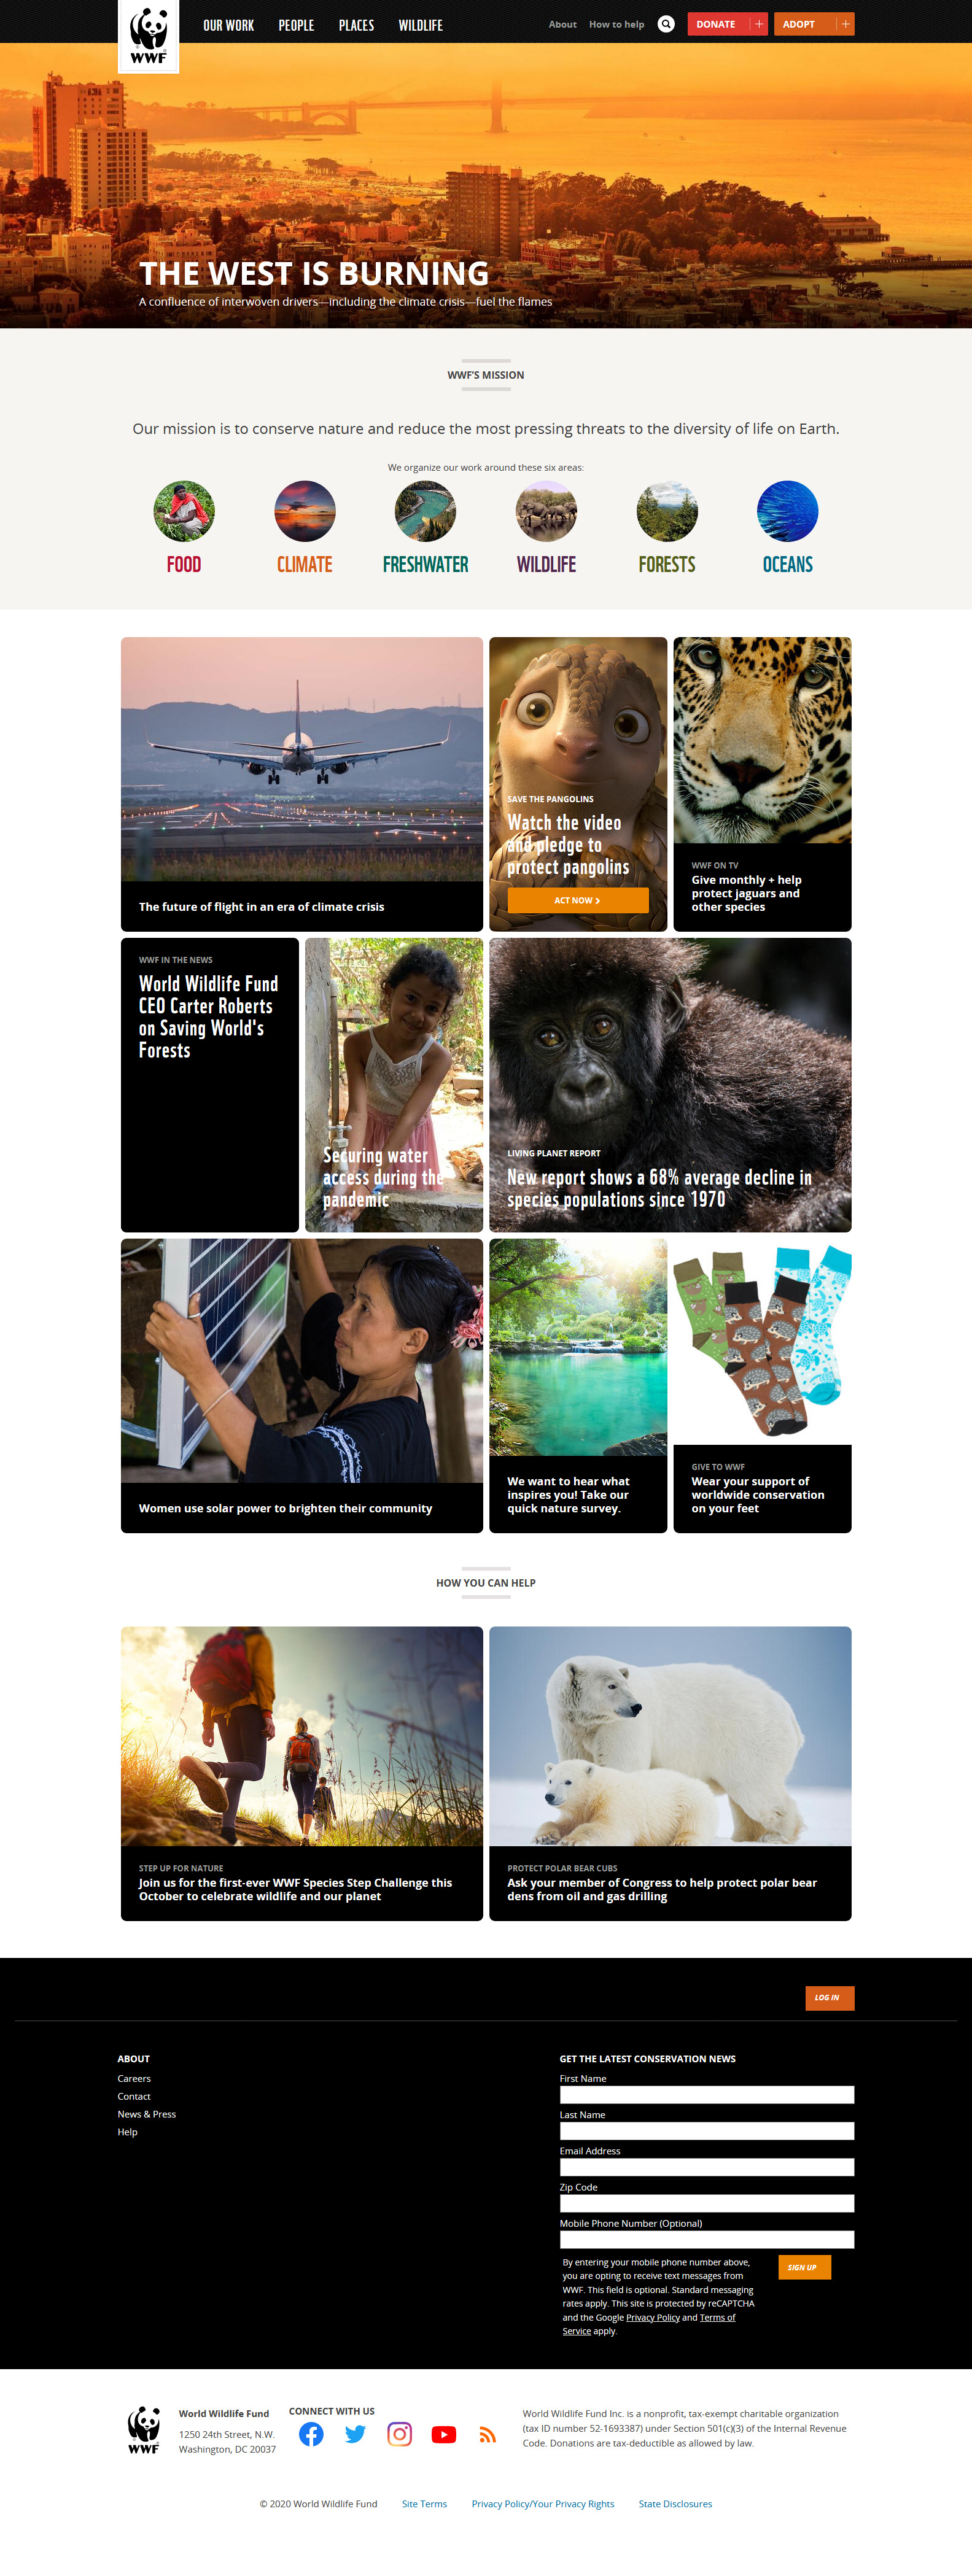 WWF
OUR WORK
PEOPLE
PLACES
WILDLIFE
About
How to help
DONATE
ADOPT
THE WEST IS BURNING
A confluence of interwoven drivers—including the climate crisis—fuel the flames
WWF'S MISSION
Our mission is to conserve nature and reduce the most pressing threats to the diversity of life on Earth.
We organize our work around these six areas:
FOOD
CLIMATE
FRESHWATER
WILDLIFE
FORESTS
OCEANS
The future of flight in an era of climate crisis
SAVE THE PANGOLINS
Watch the video
and pledge to
protect pangolins
ACT NOW
WWF ON TV
Give monthly + help
protect jaguars and
other species
WWF IN THE NEWS
World Wildlife Fund
CEO Carter Roberts
on Saving World's
Forests
Securing water
access during the
pandemic
LIVING PLANET REPORT
New report shows a 68% average decline in
species populations since 1970
Women use solar power to brighten their community
We want to hear what
inspires you! Take our
quick nature survey.
GIVE TO WWF
Wear your support of
worldwide conservation
on your feet
HOW YOU CAN HELP
STEP UP FOR NATURE
Join us for the first-ever WWF Species Step Challenge this
October to celebrate wildlife and our planet
PROTECT POLAR BEAR CUBS
Ask your member of Congress to help protect polar bear
dens from oil and gas drilling
LOG IN
ABOUT
Careers
Contact
News & Press
Help
GET THE LATEST CONSERVATION NEWS
First Name
Last Name
Email Address
Zip Code
Mobile Phone Number (Optional)
By entering your mobile phone number above,
you are opting to receive text messages from
WWF. This field is optional. Standard messaging
rates apply. This site is protected by reCAPTCHA
and the Google Privacy Policy and Terms of
Service apply.
SIGN UP
WWF
World Wildlife Fund
1250 24th Street, N.W.
Washington, DC 20037
CONNECT WITH US
World Wildlife Fund Inc. is a nonprofit, tax-exempt charitable organization
(tax ID number 52-1693387) under Section 501(c)(3) of the Internal Revenue
Code. Donations are tax-deductible as allowed by law.
© 2020 World Wildlife Fund
Site Terms
Privacy Policy/Your Privacy Rights
State Disclosures